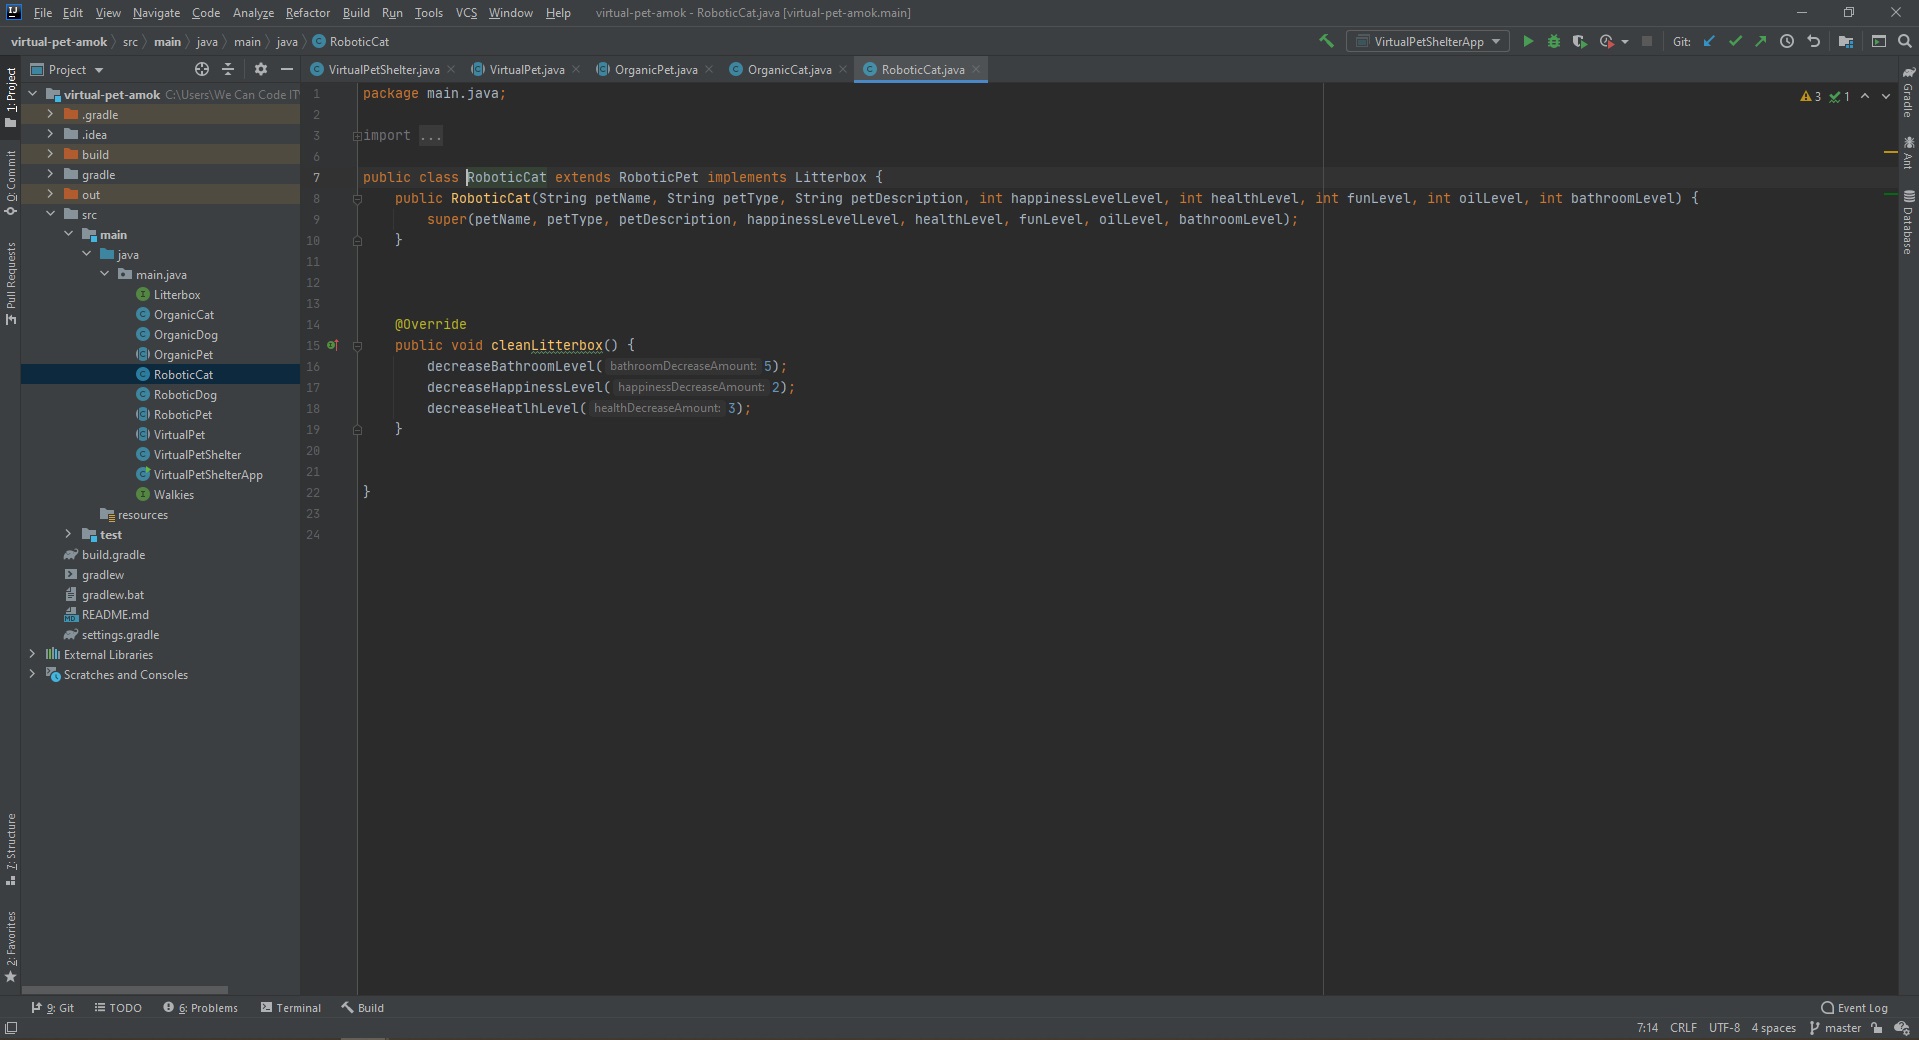 File Edit View Navigate Code Analyze Refactor Build Run Tools VCS Window Help virtual-pet-amok - RoboticCat.java [virtual-pet-amok.main]
virtual-pet-amok src main java main java RoboticCat VirtualPetShelterApp Git:
Project VirtualPetShelter.java VirtualPet.java OrganicPet.java OrganicCat.java RoboticCat.java
1: Project
0: Commit
Pull Requests
7: Structure
2: Favorites
virtual-pet-amok C:\Users\We Can Code IT
.gradle
.idea
build
gradle
out
src
main
java
main.java
Litterbox
OrganicCat
OrganicDog
OrganicPet
RoboticCat
RoboticDog
RoboticPet
VirtualPet
VirtualPetShelter
VirtualPetShelterApp
Walkies
resources
test
build.gradle
gradlew
gradlew.bat
README.md
settings.gradle
External Libraries
Scratches and Consoles
1 package main.java;
2
3 import ...
6
7 public class RoboticCat extends RoboticPet implements Litterbox {
8 public RoboticCat(String petName, String petType, String petDescription, int happinessLevelLevel, int healthLevel, int funLevel, int oilLevel, int bathroomLevel) {
9 super(petName, petType, petDescription, happinessLevelLevel, healthLevel, funLevel, oilLevel, bathroomLevel);
10 }
11
12
13
14 @Override
15 public void cleanLitterbox() {
16 decreaseBathroomLevel( bathroomDecreaseAmount: 5);
17 decreaseHappinessLevel( happinessDecreaseAmount: 2);
18 decreaseHeatlhLevel( healthDecreaseAmount: 3);
19 }
20
21
22 }
23
24
3 1
Gradle
Ant
Database
9: Git TODO 6: Problems Terminal Build Event Log
7:14 CRLF UTF-8 4 spaces master